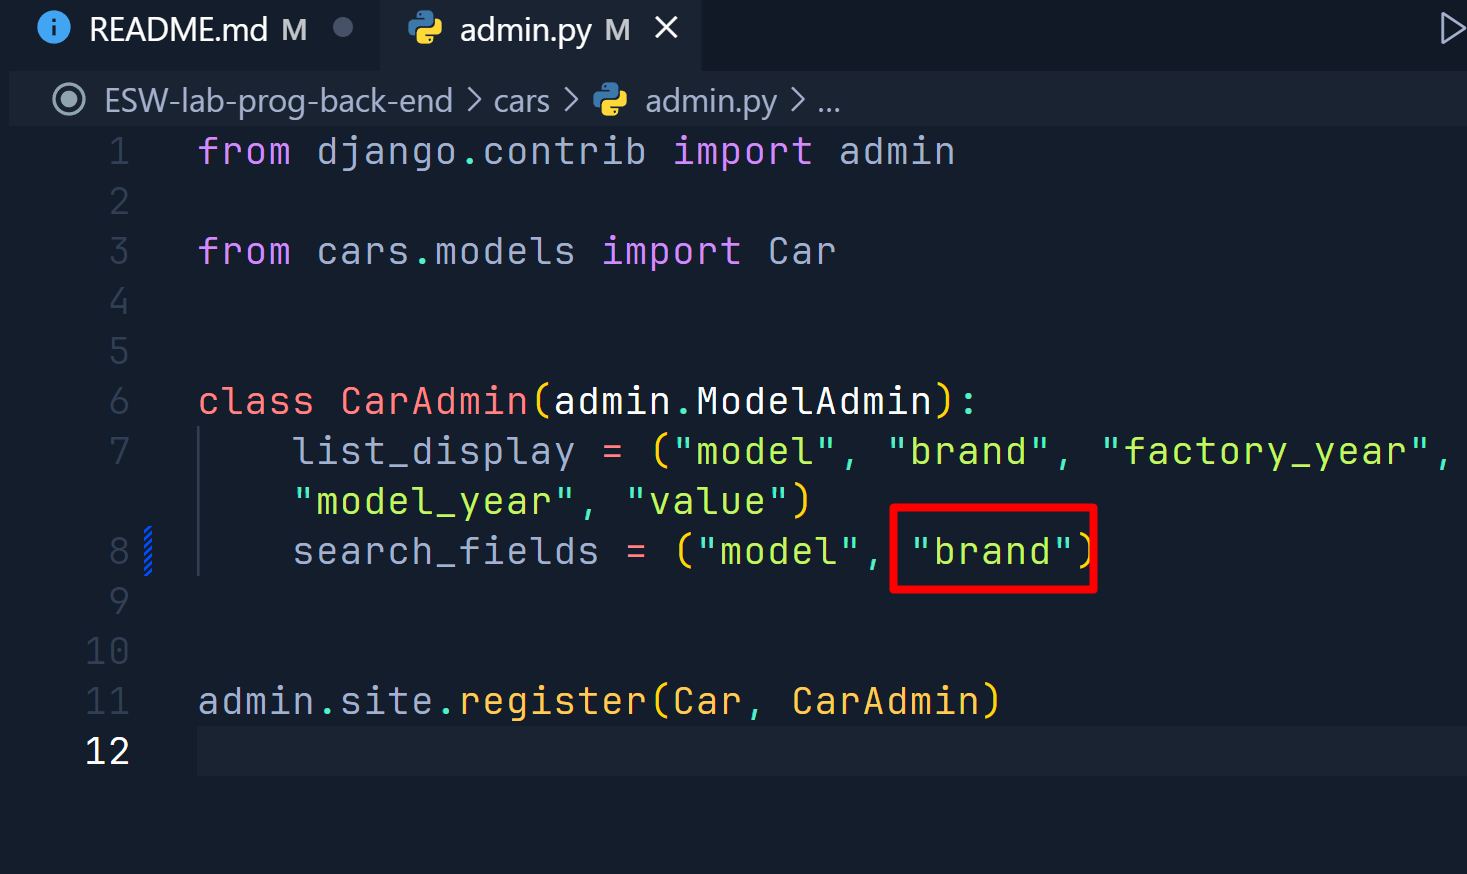 README.md M admin.py M
ESW-lab-prog-back-end > cars > admin.py > ...
1 from django.contrib import admin
2
3 from cars.models import Car
4
5
6 class CarAdmin(admin.ModelAdmin):
7 list_display = ("model", "brand", "factory_year",
"model_year", "value")
8 search_fields = ("model", "brand")
9
10
11 admin.site.register(Car, CarAdmin)
12